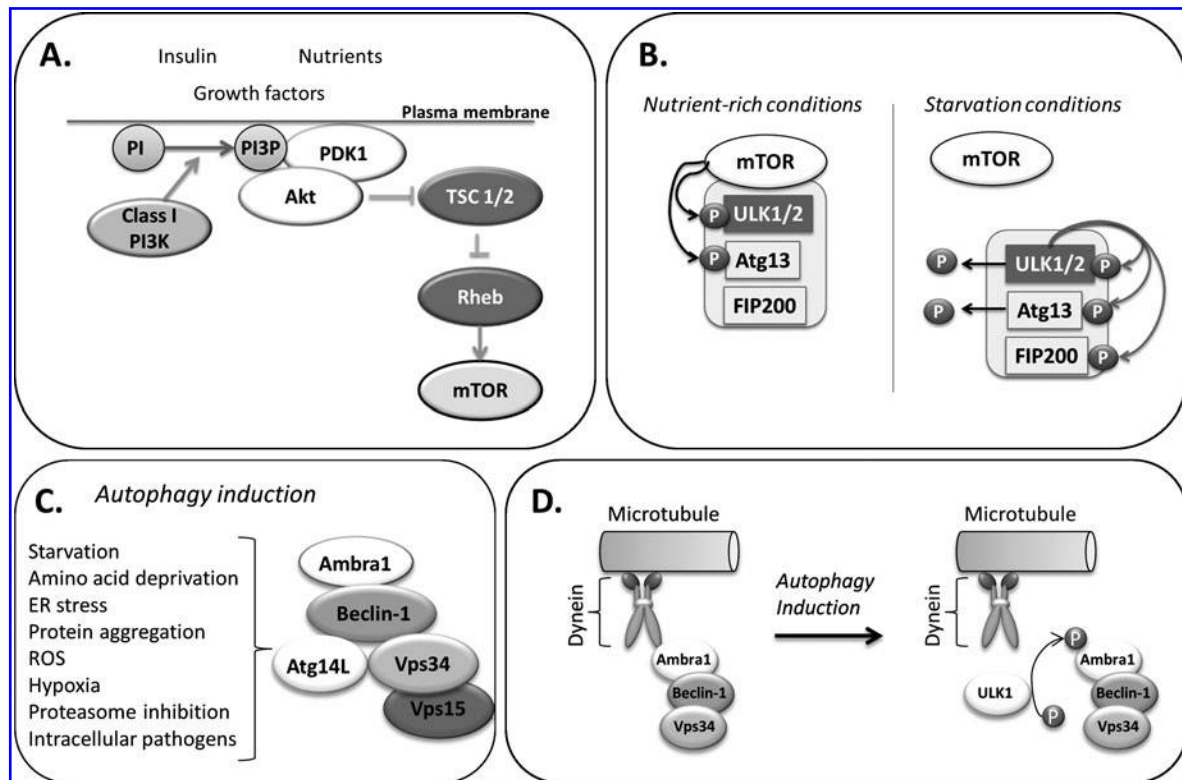 A.
Insulin
Nutrients
Growth factors
Plasma membrane
PI
PI3P
PDK1
Akt
TSC 1/2
Class I
PI3K
Rheb
mTOR
B.
Nutrient-rich conditions
mTOR
P
ULK1/2
P
Atg13
FIP200
Starvation conditions
mTOR
P
ULK1/2
P
P
Atg13
P
FIP200
P
C.
Autophagy induction
Starvation
Amino acid deprivation
ER stress
Protein aggregation
ROS
Hypoxia
Proteasome inhibition
Intracellular pathogens
Ambra1
Beclin-1
Atg14L
Vps34
Vps15
D.
Microtubule
Dynein
Ambra1
Beclin-1
Vps34
Autophagy
Induction
Microtubule
Dynein
P
Ambra1
ULK1
Beclin-1
P
Vps34